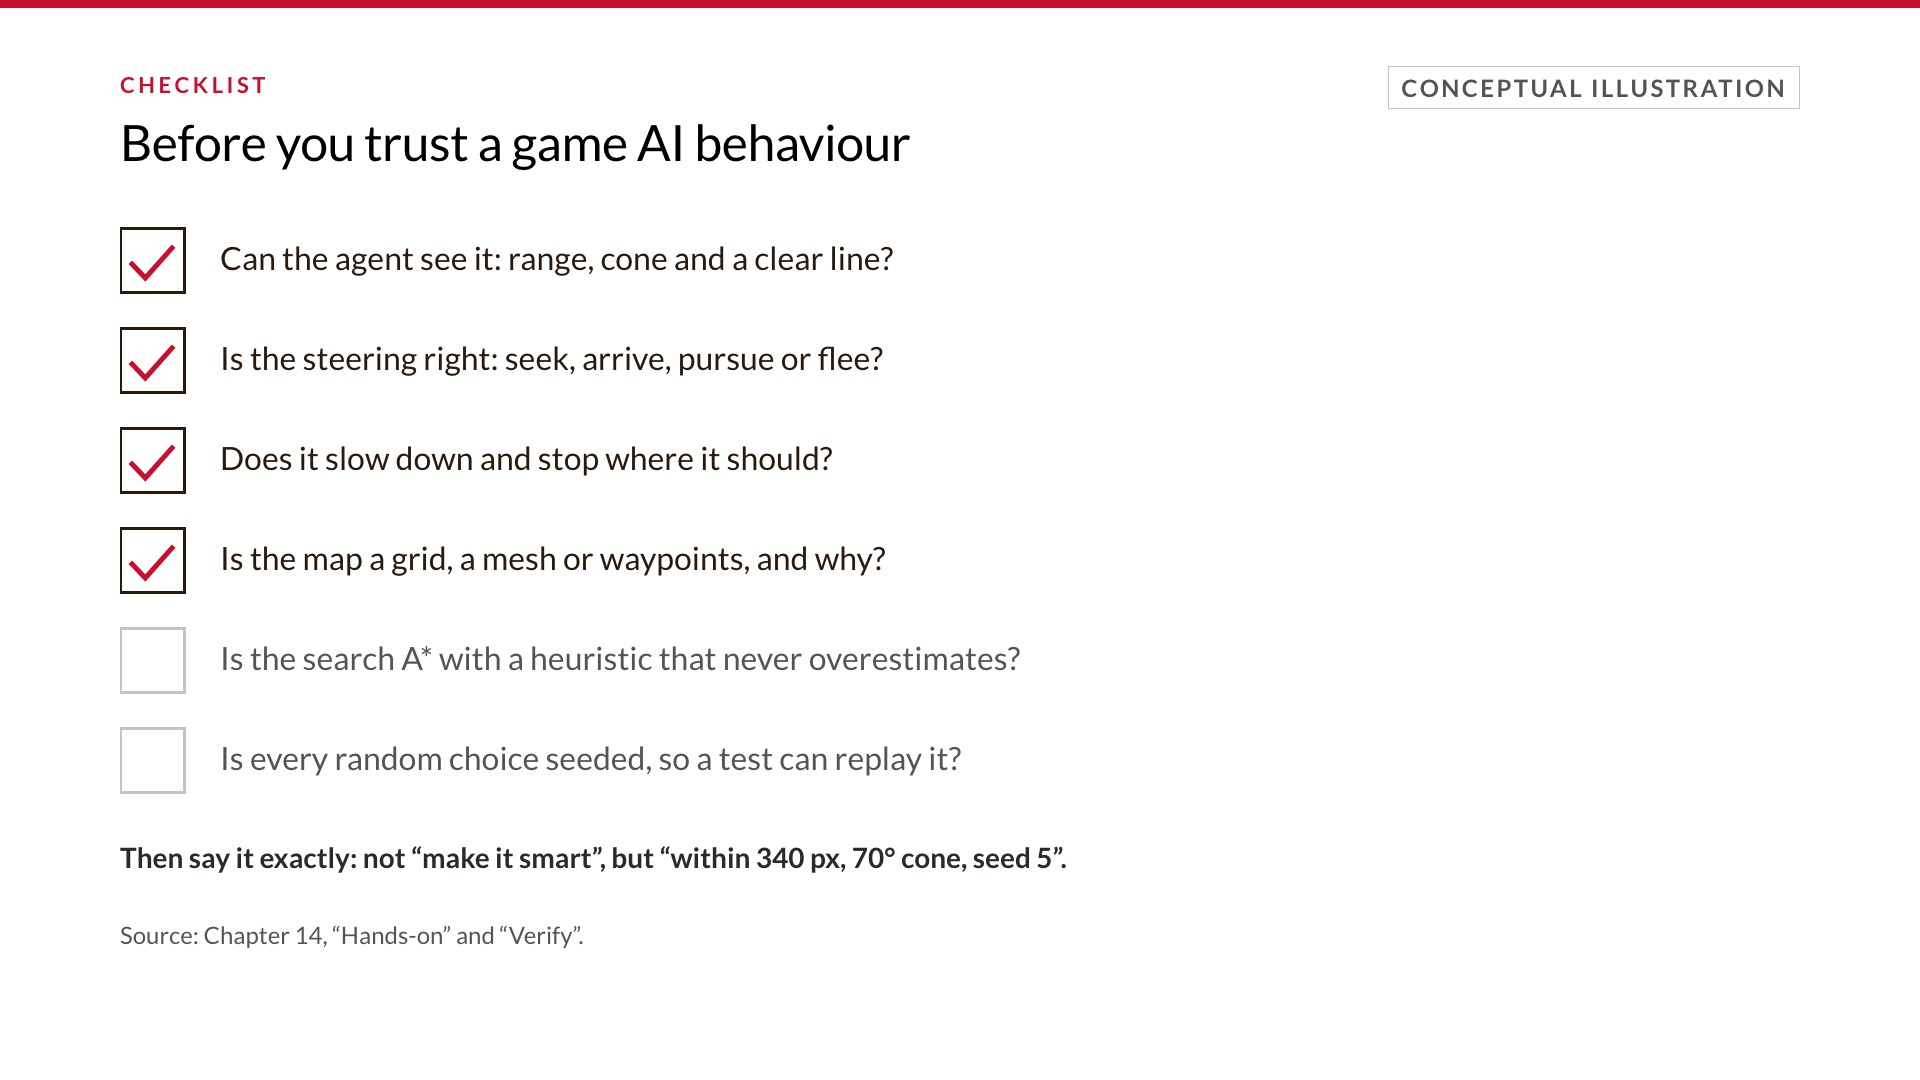 CHECKLIST
CONCEPTUAL ILLUSTRATION
Before you trust a game AI behaviour
Can the agent see it: range, cone and a clear line?
Is the steering right: seek, arrive, pursue or flee?
Does it slow down and stop where it should?
Is the map a grid, a mesh or waypoints, and why?
Is the search A* with a heuristic that never overestimates?
Is every random choice seeded, so a test can replay it?
Then say it exactly: not “make it smart”, but “within 340 px, 70° cone, seed 5”.
Source: Chapter 14, “Hands-on” and “Verify”.